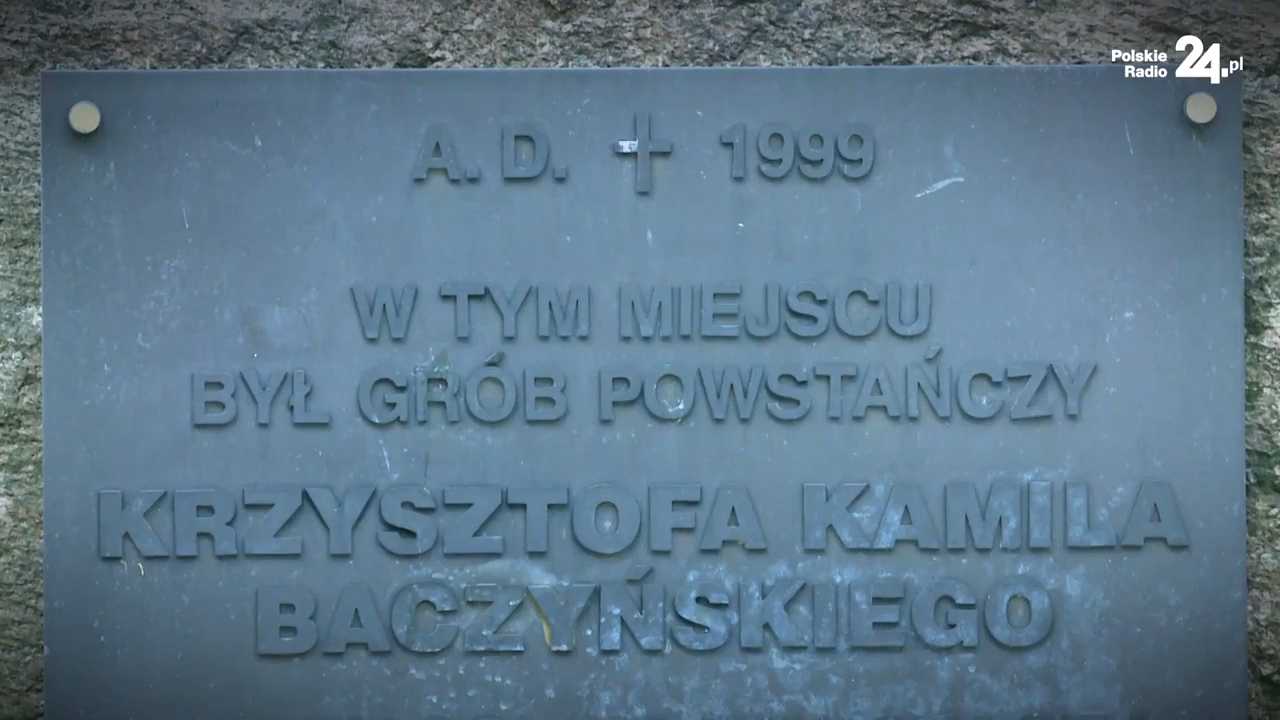 Polskie
Radio 24.pl
A. D. † 1999
W TYM MIEJSCU
BYŁ GRÓB POWSTAŃCZY
KRZYSZTOFA KAMILA
BACZYŃSKIEGO